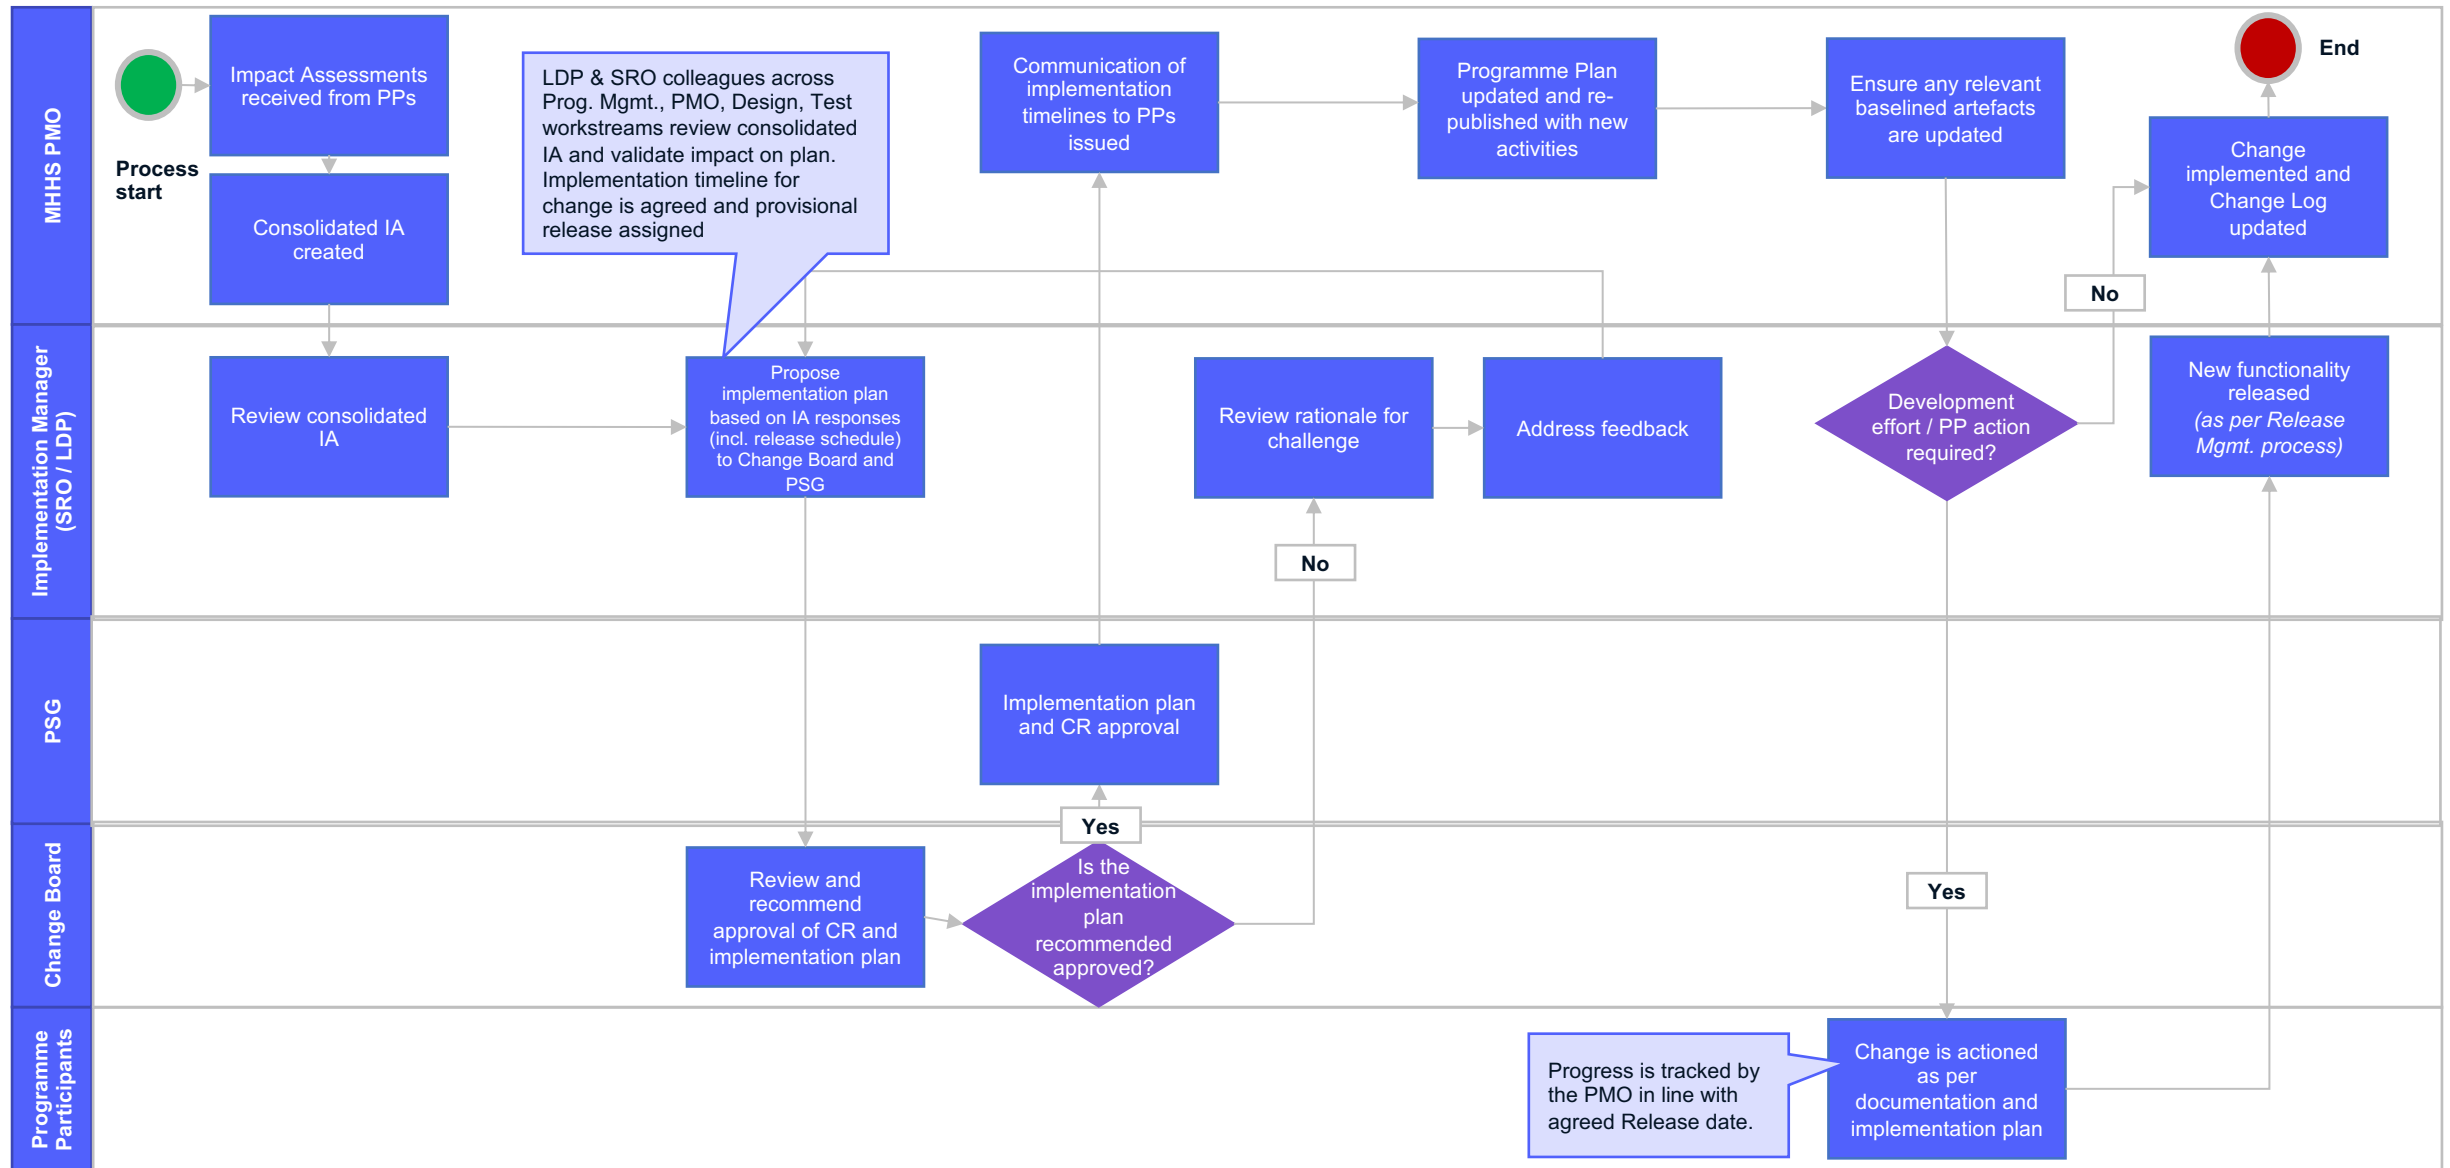 MHHS PMO
Process
start
Impact Assessments
received from PPs
Consolidated IA
created
LDP & SRO colleagues across
Prog. Mgmt., PMO, Design, Test
workstreams review consolidated
IA and validate impact on plan.
Implementation timeline for
change is agreed and provisional
release assigned
Communication of
implementation
timelines to PPs
issued
Programme Plan
updated and re-
published with new
activities
Ensure any relevant
baselined artefacts
are updated
End
Change
implemented and
Change Log
updated
No
Implementation Manager
(SRO / LDP)
Review consolidated
IA
Propose
implementation plan
based on IA responses
(incl. release schedule)
to Change Board and
PSG
Review rationale for
challenge
Address feedback
Development
effort / PP action
required?
New functionality
released
(as per Release
Mgmt. process)
No
PSG
Implementation plan
and CR approval
Yes
Change Board
Review and
recommend
approval of CR and
implementation plan
Is the
implementation
plan
recommended
approved?
Yes
Programme
Participants
Progress is tracked by
the PMO in line with
agreed Release date.
Change is actioned
as per
documentation and
implementation plan